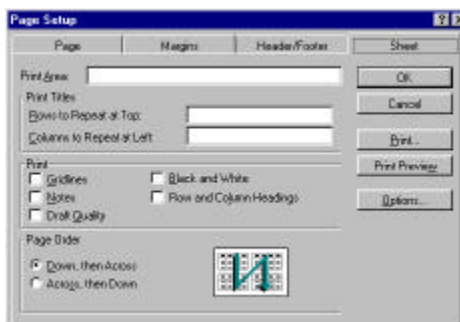 Page Setup
Page Margins Header/Footer Sheet
Print Area:
Print Titles
Rows to Repeat at Top:
Columns to Repeat at Left:
Print
Gridlines
Notes
Draft Quality
Black and White
Row and Column Headings
Page Order
Down, then Across
Across, then Down
OK
Cancel
Print...
Print Preview
Options...